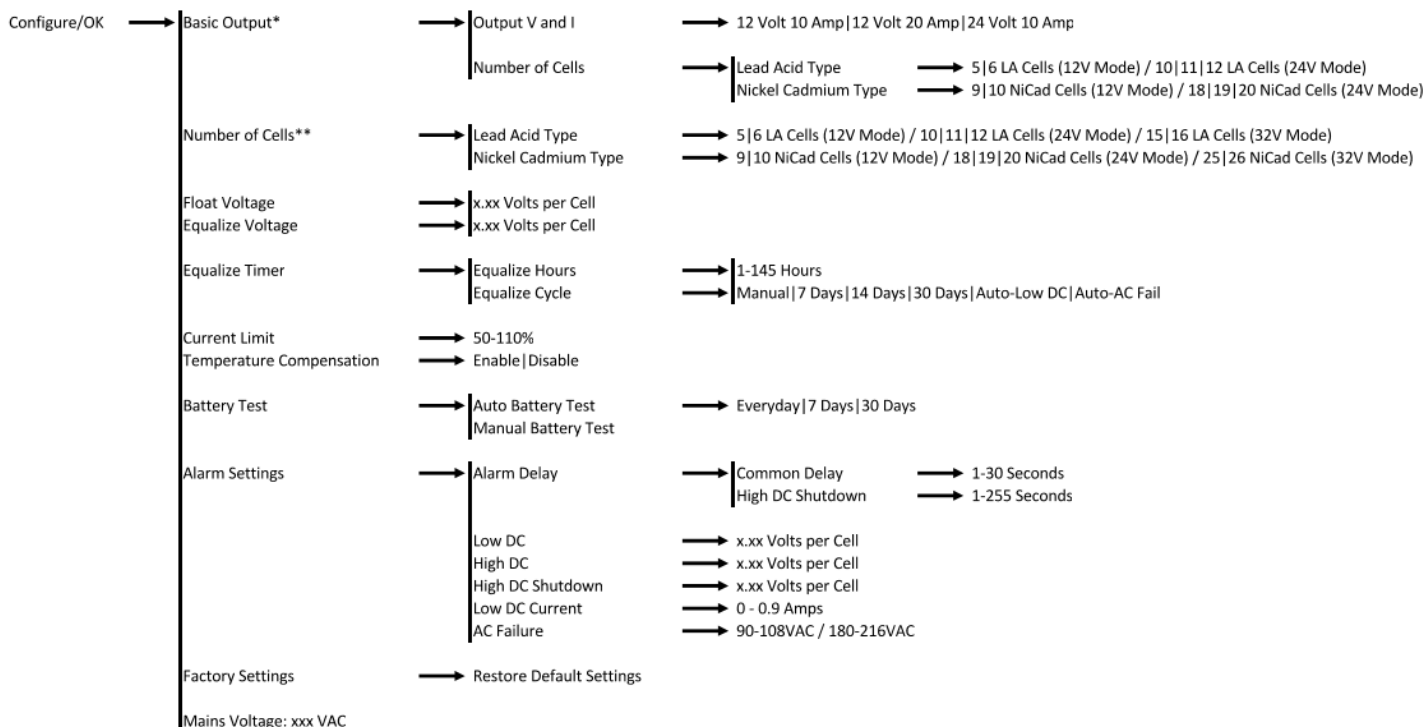 Configure/OK Basic Output* Output V and I 12 Volt 10 Amp|12 Volt 20 Amp|24 Volt 10 Amp
Number of Cells Lead Acid Type 5|6 LA Cells (12V Mode) / 10|11|12 LA Cells (24V Mode)
Nickel Cadmium Type 9|10 NiCad Cells (12V Mode) / 18|19|20 NiCad Cells (24V Mode)
Number of Cells** Lead Acid Type 5|6 LA Cells (12V Mode) / 10|11|12 LA Cells (24V Mode) / 15|16 LA Cells (32V Mode)
Nickel Cadmium Type 9|10 NiCad Cells (12V Mode) / 18|19|20 NiCad Cells (24V Mode) / 25|26 NiCad Cells (32V Mode)
Float Voltage x.xx Volts per Cell
Equalize Voltage x.xx Volts per Cell
Equalize Timer Equalize Hours 1-145 Hours
Equalize Cycle Manual|7 Days|14 Days|30 Days|Auto-Low DC|Auto-AC Fail
Current Limit 50-110%
Temperature Compensation Enable|Disable
Battery Test Auto Battery Test Everyday|7 Days|30 Days
Manual Battery Test
Alarm Settings Alarm Delay Common Delay 1-30 Seconds
High DC Shutdown 1-255 Seconds
Low DC x.xx Volts per Cell
High DC x.xx Volts per Cell
High DC Shutdown x.xx Volts per Cell
Low DC Current 0 - 0.9 Amps
AC Failure 90-108VAC / 180-216VAC
Factory Settings Restore Default Settings
Mains Voltage: xxx VAC